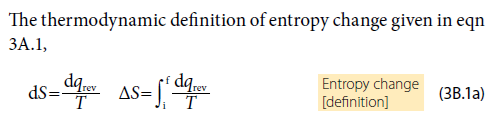 The thermodynamic definition of entropy change given in eqn
3A.1,
dS = dq_rev / T   ΔS = ∫_i^f dq_rev / T   Entropy change [definition]   (3B.1a)